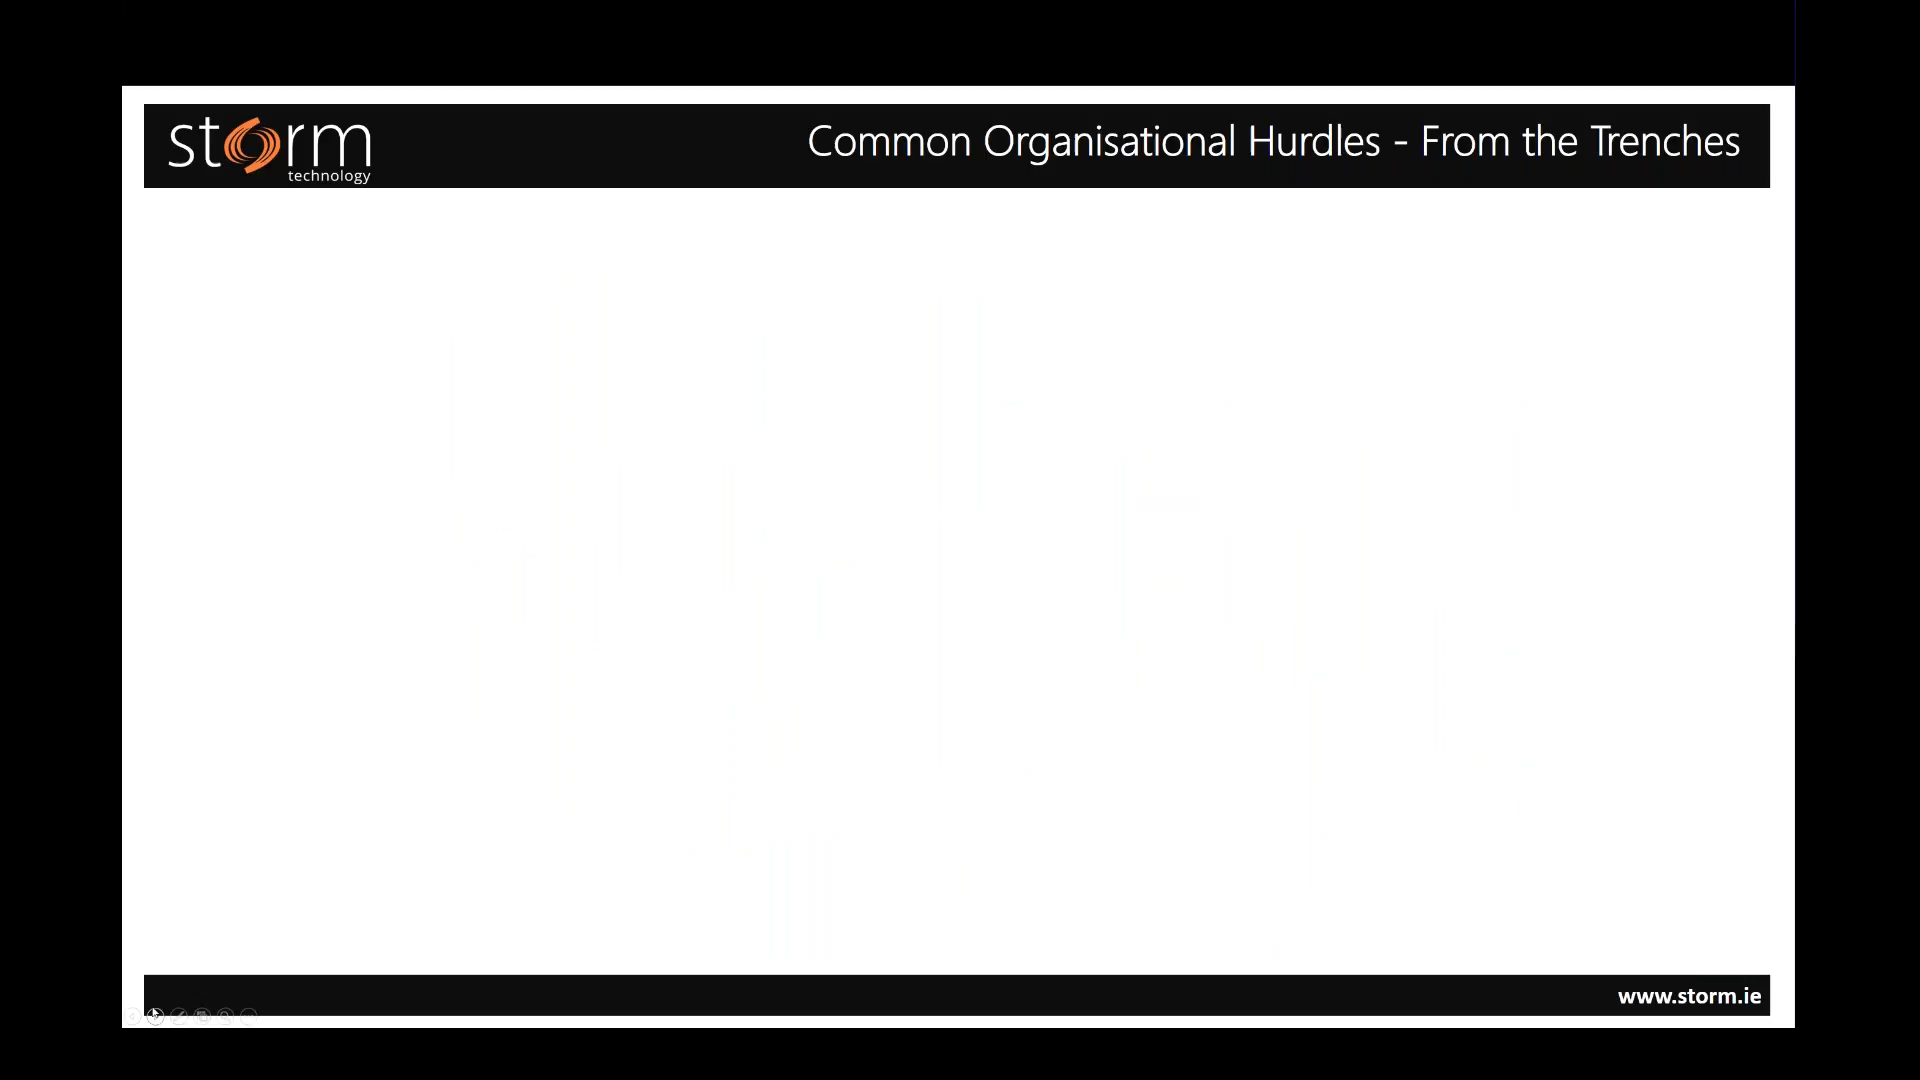 storm
technology
Common Organisational Hurdles - From the Trenches
www.storm.ie